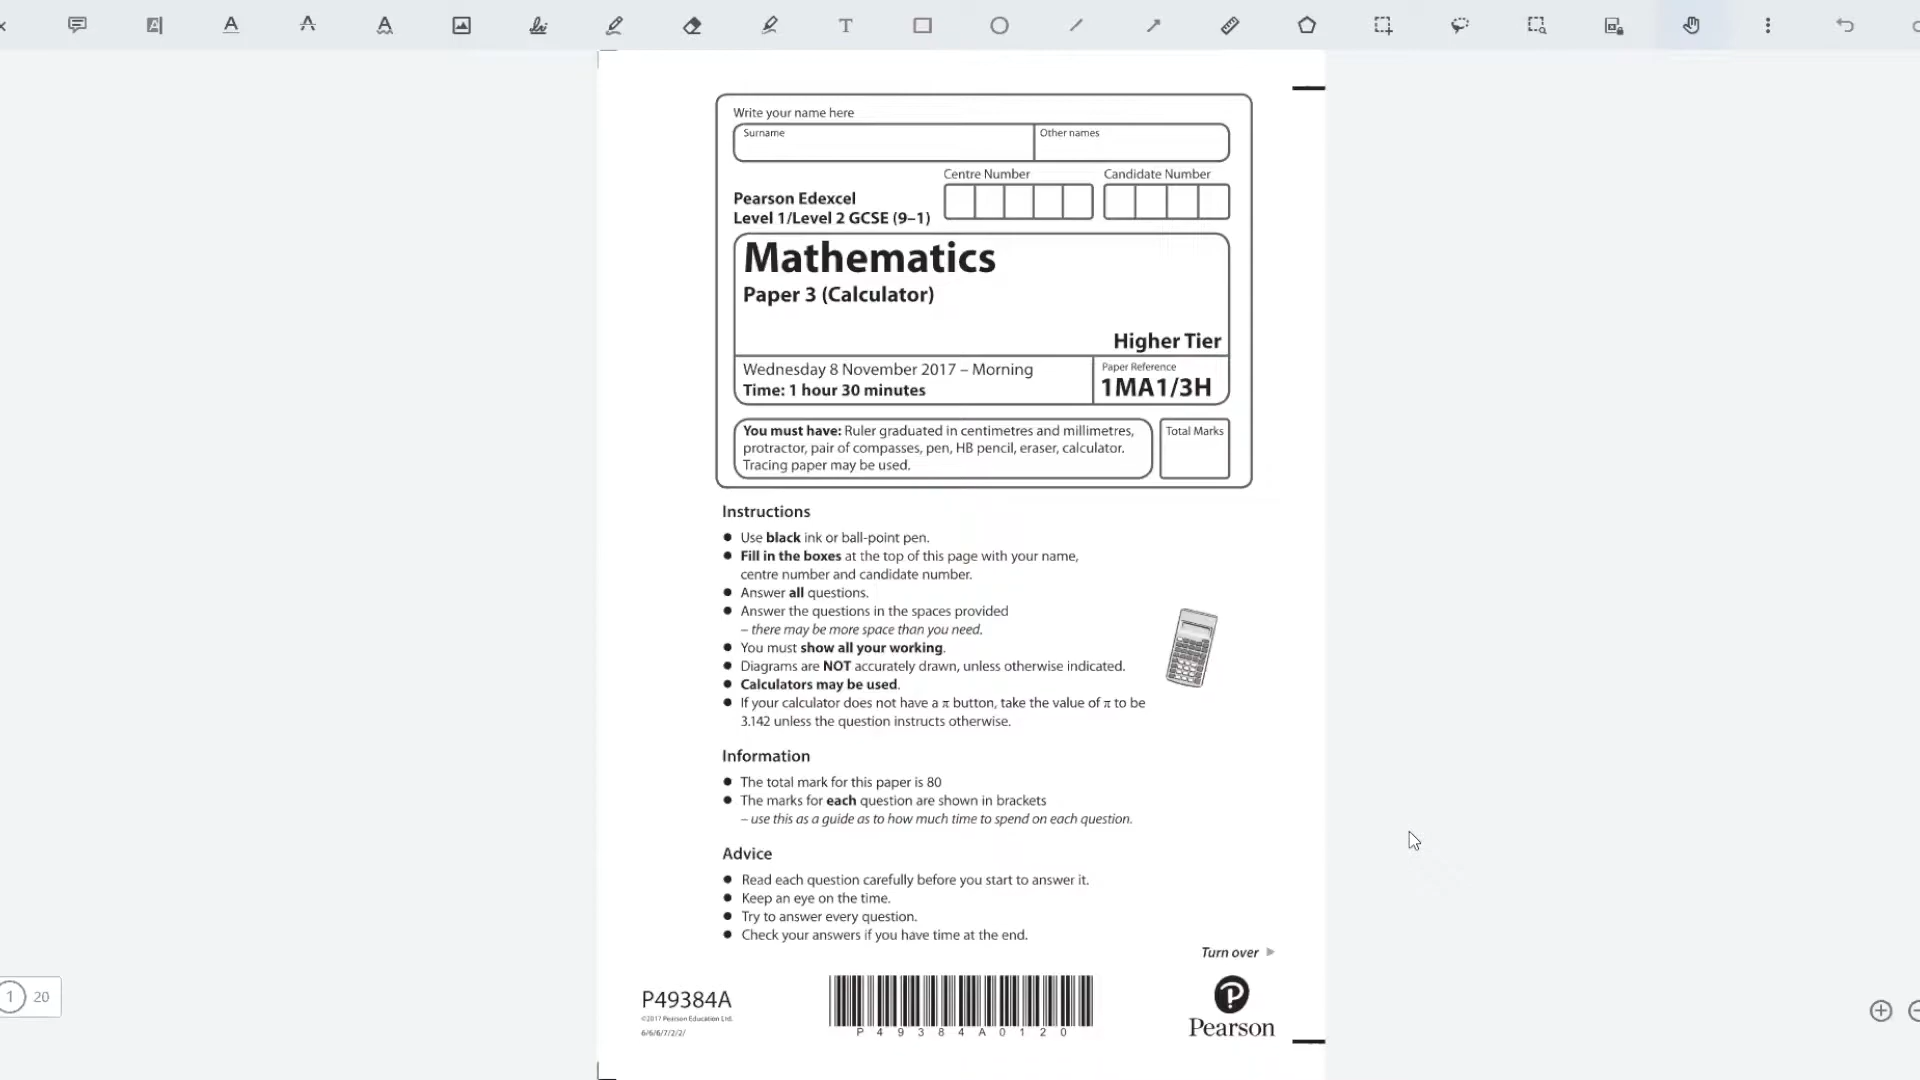 Write your name here
Surname
Other names
Centre Number
Candidate Number
Pearson Edexcel
Level 1/Level 2 GCSE (9–1)
Mathematics
Paper 3 (Calculator)
Higher Tier
Wednesday 8 November 2017 – Morning
Time: 1 hour 30 minutes
Paper Reference
1MA1/3H
You must have: Ruler graduated in centimetres and millimetres,
protractor, pair of compasses, pen, HB pencil, eraser, calculator.
Tracing paper may be used.
Total Marks
Instructions
● Use black ink or ball-point pen.
● Fill in the boxes at the top of this page with your name,
centre number and candidate number.
● Answer all questions.
● Answer the questions in the spaces provided
– there may be more space than you need.
● You must show all your working.
● Diagrams are NOT accurately drawn, unless otherwise indicated.
● Calculators may be used.
● If your calculator does not have a π button, take the value of π to be
3.142 unless the question instructs otherwise.
Information
● The total mark for this paper is 80
● The marks for each question are shown in brackets
– use this as a guide as to how much time to spend on each question.
Advice
● Read each question carefully before you start to answer it.
● Keep an eye on the time.
● Try to answer every question.
● Check your answers if you have time at the end.
Turn over
1 20
P49384A
©2017 Pearson Education Ltd.
6/6/6/7/2/2/
P 4 9 3 8 4 A 0 1 2 0
Pearson